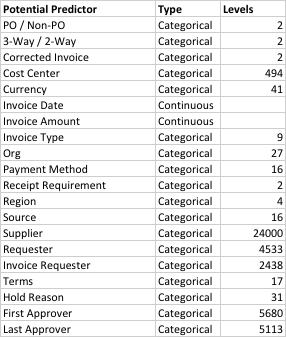 Potential Predictor Type Levels
PO / Non-PO Categorical 2
3-Way / 2-Way Categorical 2
Corrected Invoice Categorical 2
Cost Center Categorical 494
Currency Categorical 41
Invoice Date Continuous
Invoice Amount Continuous
Invoice Type Categorical 9
Org Categorical 27
Payment Method Categorical 16
Receipt Requirement Categorical 2
Region Categorical 4
Source Categorical 16
Supplier Categorical 24000
Requester Categorical 4533
Invoice Requester Categorical 2438
Terms Categorical 17
Hold Reason Categorical 31
First Approver Categorical 5680
Last Approver Categorical 5113